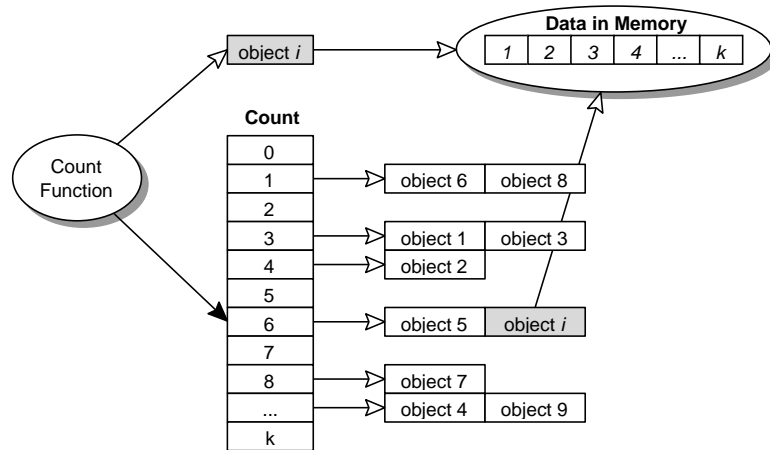 Data in Memory
object i
1 2 3 4 ... k
Count
0
Count
Function
1 object 6 object 8
2
3 object 1 object 3
4 object 2
5
6 object 5 object i
7
8 object 7
... object 4 object 9
k